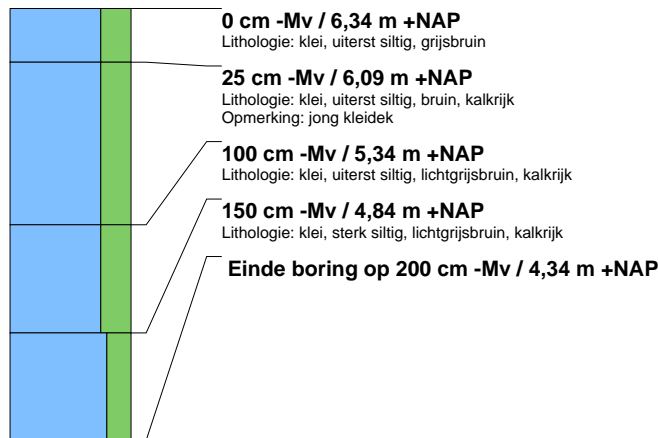 0 cm -Mv / 6,34 m +NAP
Lithologie: klei, uiterst siltig, grijsbruin
25 cm -Mv / 6,09 m +NAP
Lithologie: klei, uiterst siltig, bruin, kalkrijk
Opmerking: jong kleidek
100 cm -Mv / 5,34 m +NAP
Lithologie: klei, uiterst siltig, lichtgrijsbruin, kalkrijk
150 cm -Mv / 4,84 m +NAP
Lithologie: klei, sterk siltig, lichtgrijsbruin, kalkrijk
Einde boring op 200 cm -Mv / 4,34 m +NAP